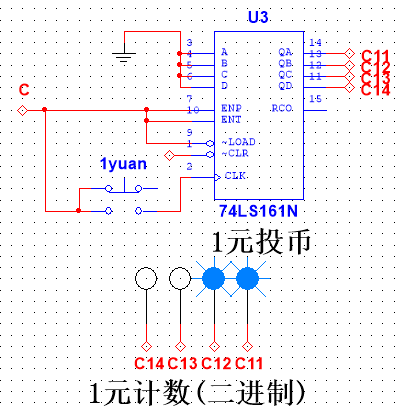 U3
3 A QA 14
4 B QB 13
5 C QC 12
6 D QD 11
C11
C12
C13
C14
C
7 ENP RCO 15
10 ENT
9 ~LOAD
1 ~CLR
1yuan
2 CLK
74LS161N
1元投币
C14 C13 C12 C11
1元计数(二进制)